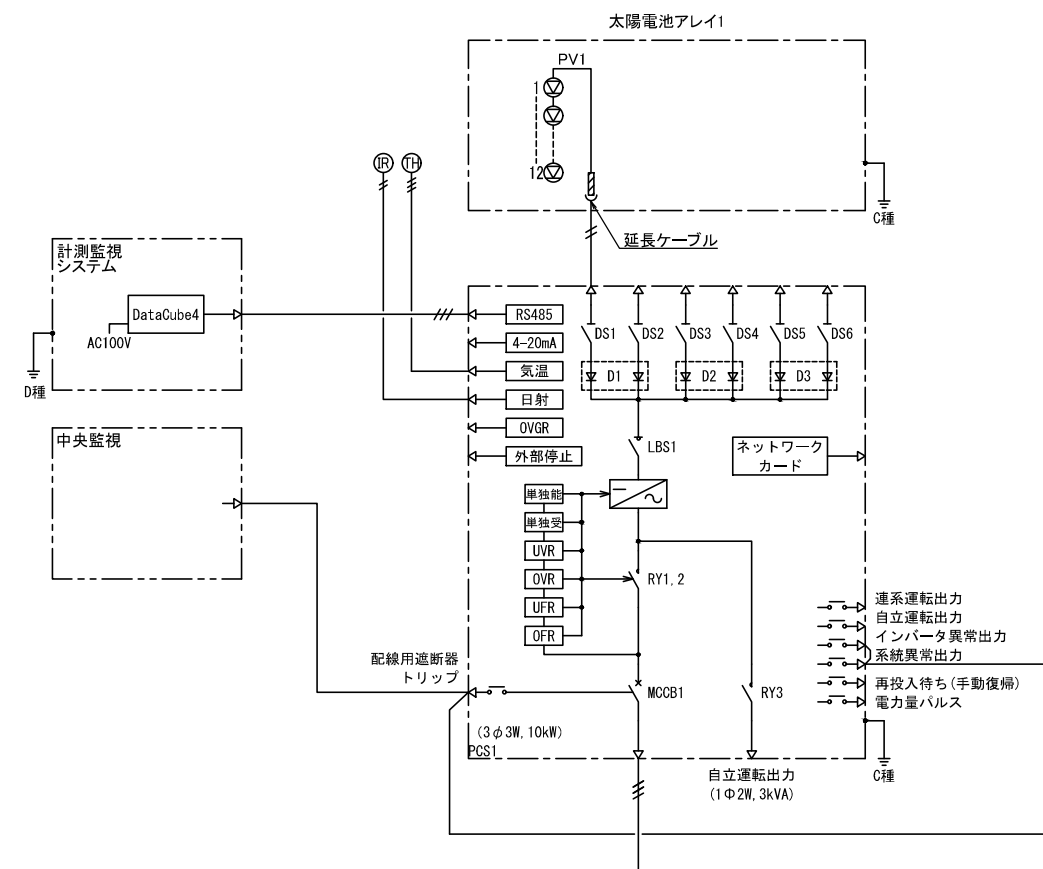 太陽電池アレイ1
PV1
1
12
IR
TH
C種
延長ケーブル
計測監視
システム
DataCube4
AC100V
D種
RS485
4-20mA
気温
日射
OVGR
外部停止
DS1
DS2
DS3
DS4
DS5
DS6
D1
D2
D3
中央監視
LBS1
ネットワーク
カード
単独能
単独受
UVR
OVR
UFR
OFR
RY1,2
連系運転出力
自立運転出力
インバータ異常出力
系統異常出力
再投入待ち(手動復帰)
電力量パルス
配線用遮断器
トリップ
MCCB1
RY3
(3φ3W,10kW)
PCS1
自立運転出力
(1Φ2W,3kVA)
C種